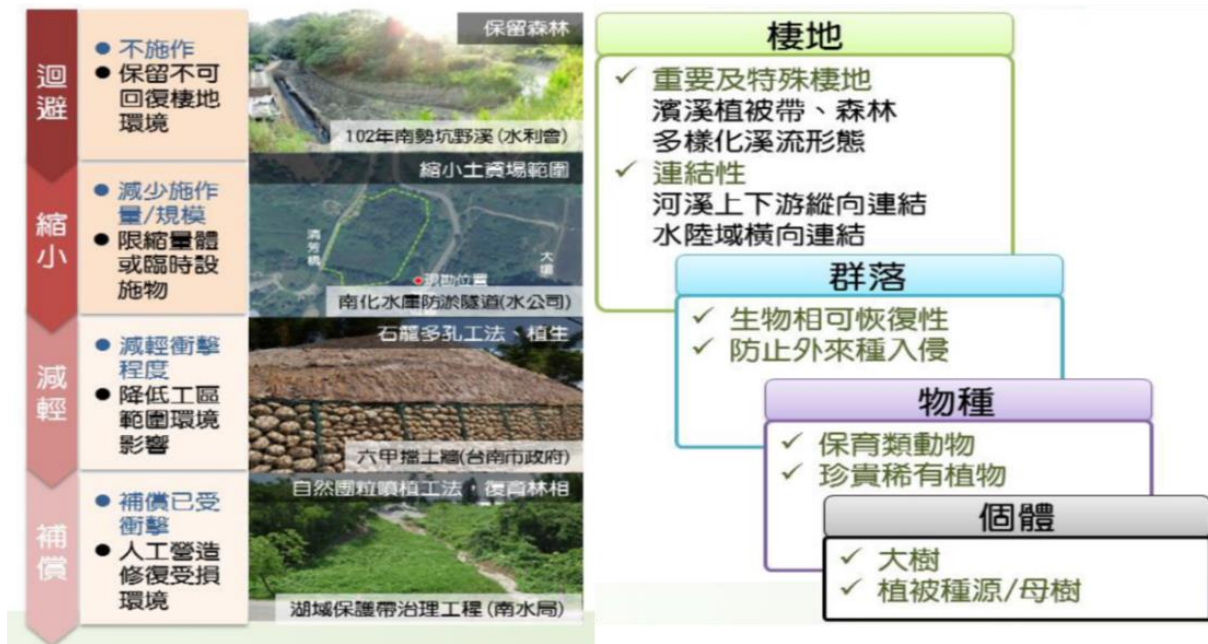 迴避
● 不施作
● 保留不可
回復棲地
環境
保留森林
102年南勢坑野溪(水利會)
縮小
● 減少施作
量/規模
● 限縮量體
或臨時設
施物
縮小土資場範圍
清芳橋
大壩
現勘位置
南化水庫防淤隧道(水公司)
減輕
● 減輕衝擊
程度
● 降低工區
範圍環境
影響
石籠多孔工法、植生
六甲擋土牆(台南市政府)
補償
● 補償已受
衝擊
● 人工營造
修復受損
環境
自然團粒噴植工法，復育林相
湖域保護帶治理工程(南水局)
棲地
✓ 重要及特殊棲地
濱溪植被帶、森林
多樣化溪流形態
✓ 連結性
河溪上下游縱向連結
水陸域橫向連結
群落
✓ 生物相可恢復性
✓ 防止外來種入侵
物種
✓ 保育類動物
✓ 珍貴稀有植物
個體
✓ 大樹
✓ 植被種源/母樹